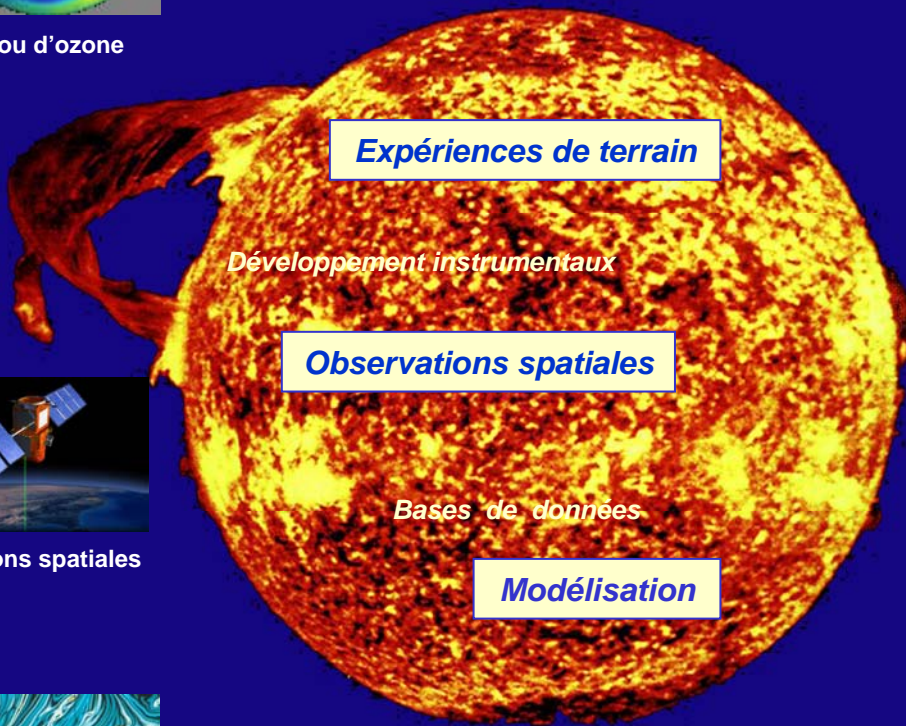 ou d'ozone
Expériences de terrain
Développement instrumentaux
Observations spatiales
Bases de données
ons spatiales
Modélisation